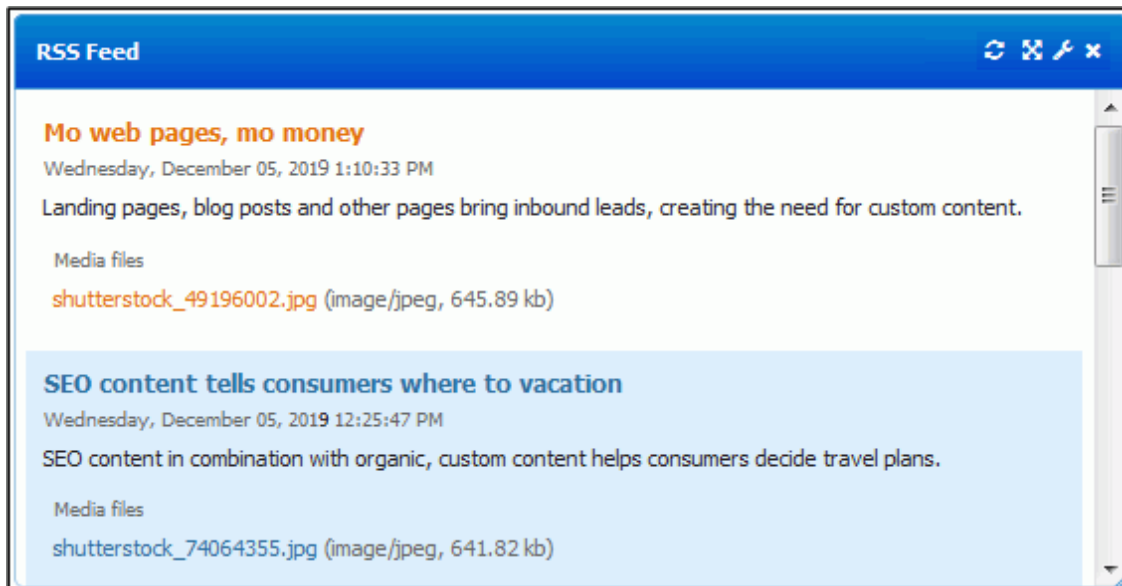 RSS Feed
Mo web pages, mo money
Wednesday, December 05, 2019 1:10:33 PM
Landing pages, blog posts and other pages bring inbound leads, creating the need for custom content.
Media files
shutterstock_49196002.jpg (image/jpeg, 645.89 kb)
SEO content tells consumers where to vacation
Wednesday, December 05, 2019 12:25:47 PM
SEO content in combination with organic, custom content helps consumers decide travel plans.
Media files
shutterstock_74064355.jpg (image/jpeg, 641.82 kb)